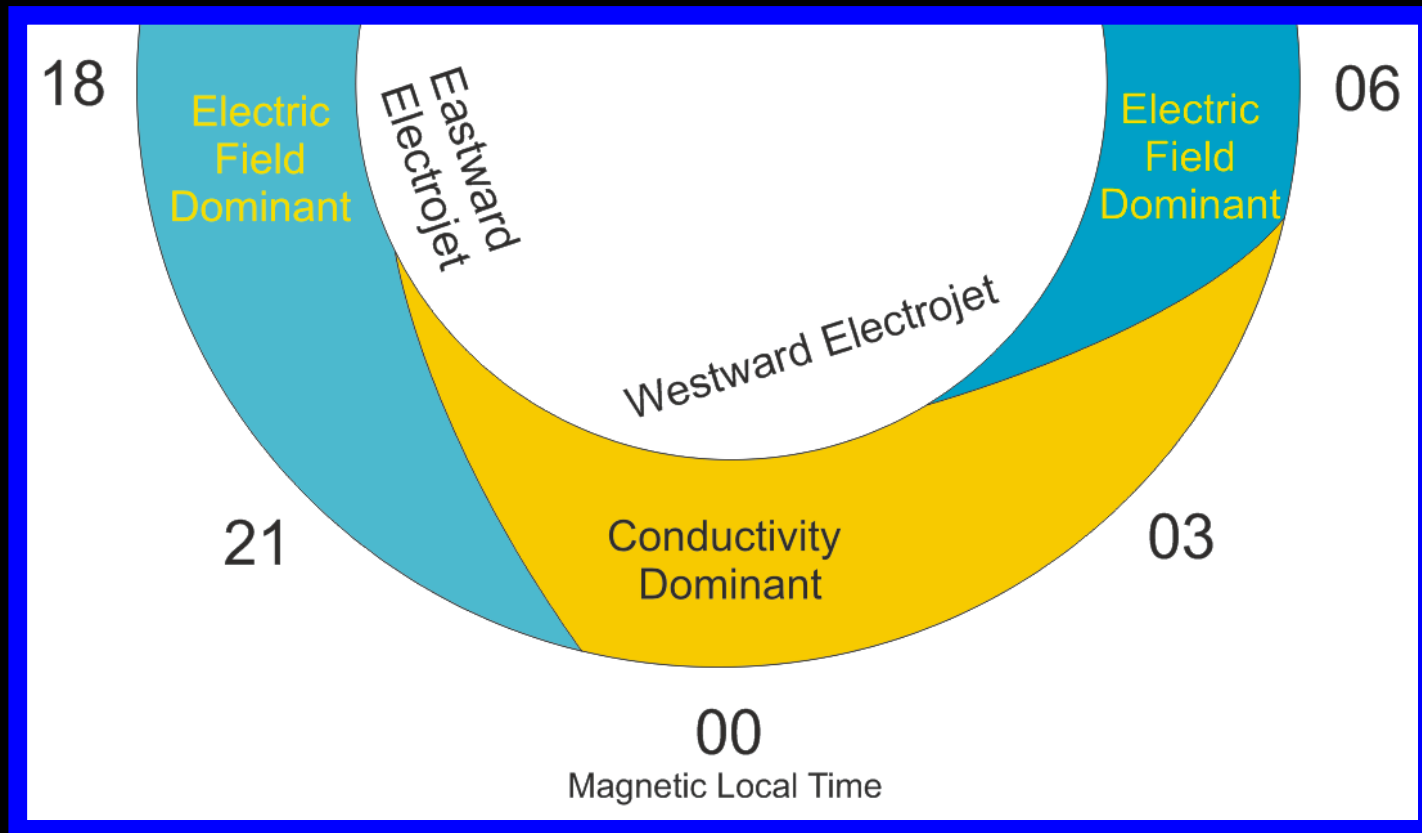 18
Electric
Field
Dominant
Eastward
Electrojet
Electric
Field
Dominant
06
Westward Electrojet
21
Conductivity
Dominant
03
00
Magnetic Local Time